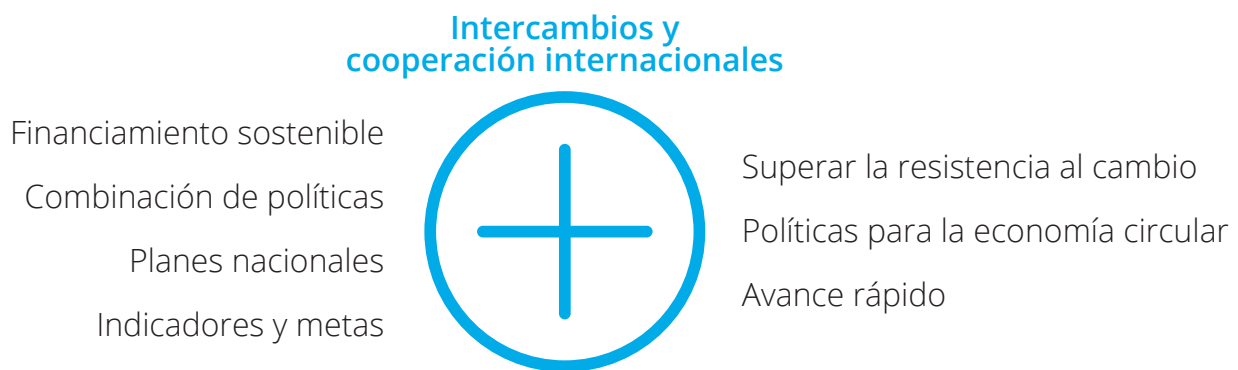 Intercambios y
cooperación internacionales
Financiamiento sostenible
Combinación de políticas
Planes nacionales
Indicadores y metas
Superar la resistencia al cambio
Políticas para la economía circular
Avance rápido